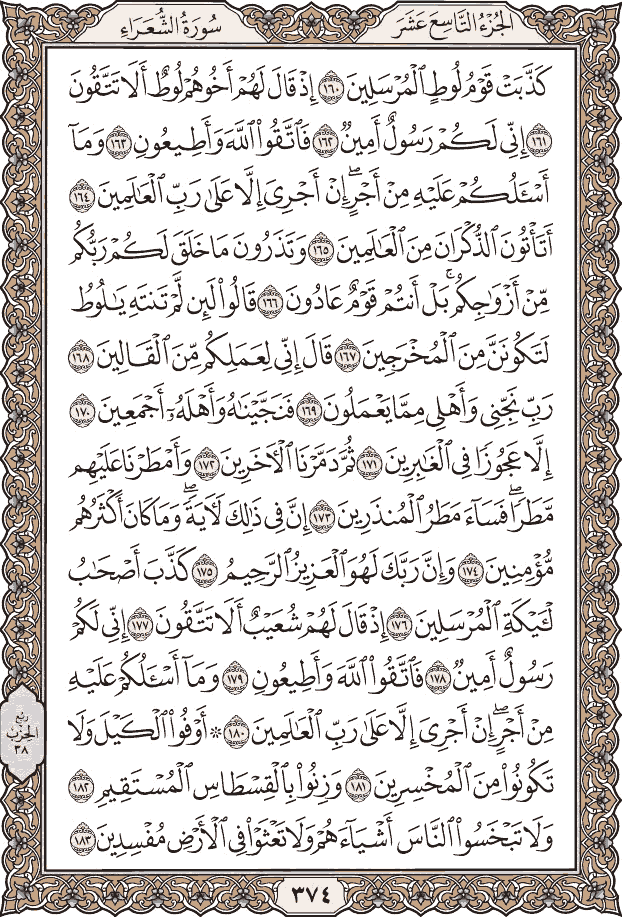 الجُزْءُ التَّاسِعَ عَشَرَ
سُورَةُ الشُّعَرَاءِ
كَذَّبَتْ قَوْمُ لُوطٍ ٱلْمُرْسَلِينَ ١٦٠ إِذْ قَالَ لَهُمْ أَخُوهُمْ لُوطٌ أَلَا تَتَّقُونَ
١٦١ إِنِّي لَكُمْ رَسُولٌ أَمِينٌ ١٦٢ فَٱتَّقُوا۟ ٱللَّهَ وَأَطِيعُونِ ١٦٣ وَمَآ
أَسْـَٔلُكُمْ عَلَيْهِ مِنْ أَجْرٍ ۖ إِنْ أَجْرِىَ إِلَّا عَلَىٰ رَبِّ ٱلْعَـٰلَمِينَ ١٦٤
أَتَأْتُونَ ٱلذُّكْرَانَ مِنَ ٱلْعَـٰلَمِينَ ١٦٥ وَتَذَرُونَ مَا خَلَقَ لَكُمْ رَبُّكُم
مِّنْ أَزْوَٰجِكُم ۚ بَلْ أَنتُمْ قَوْمٌ عَادُونَ ١٦٦ قَالُوا۟ لَئِن لَّمْ تَنتَهِ يَـٰلُوطُ
لَتَكُونَنَّ مِنَ ٱلْمُخْرَجِينَ ١٦٧ قَالَ إِنِّى لِعَمَلِكُم مِّنَ ٱلْقَالِينَ ١٦٨
رَبِّ نَجِّنِى وَأَهْلِى مِمَّا يَعْمَلُونَ ١٦٩ فَنَجَّيْنَـٰهُ وَأَهْلَهُۥٓ أَجْمَعِينَ ١٧٠
إِلَّا عَجُوزًا فِى ٱلْغَـٰبِرِينَ ١٧١ ثُمَّ دَمَّرْنَا ٱلْـَٔاخَرِينَ ١٧٢ وَأَمْطَرْنَا عَلَيْهِم
مَّطَرًا ۖ فَسَآءَ مَطَرُ ٱلْمُنذَرِينَ ١٧٣ إِنَّ فِى ذَٰلِكَ لَـَٔايَةً ۖ وَمَا كَانَ أَكْثَرُهُم
مُّؤْمِنِينَ ١٧٤ وَإِنَّ رَبَّكَ لَهُوَ ٱلْعَزِيزُ ٱلرَّحِيمُ ١٧٥ كَذَّبَ أَصْحَـٰبُ
لْـَٔيْكَةِ ٱلْمُرْسَلِينَ ١٧٦ إِذْ قَالَ لَهُمْ شُعَيْبٌ أَلَا تَتَّقُونَ ١٧٧ إِنِّى لَكُمْ
رَسُولٌ أَمِينٌ ١٧٨ فَٱتَّقُوا۟ ٱللَّهَ وَأَطِيعُونِ ١٧٩ وَمَآ أَسْـَٔلُكُمْ عَلَيْهِ
مِنْ أَجْرٍ ۖ إِنْ أَجْرِىَ إِلَّا عَلَىٰ رَبِّ ٱلْعَـٰلَمِينَ ١٨٠ ۞ أَوْفُوا۟ ٱلْكَيْلَ وَلَا
تَكُونُوا۟ مِنَ ٱلْمُخْسِرِينَ ١٨١ وَزِنُوا۟ بِٱلْقِسْطَاسِ ٱلْمُسْتَقِيمِ ١٨٢
وَلَا تَبْخَسُوا۟ ٱلنَّاسَ أَشْيَآءَهُمْ وَلَا تَعْثَوْا۟ فِى ٱلْأَرْضِ مُفْسِدِينَ ١٨٣
ربع
الحزب
٣٨
٣٧٤